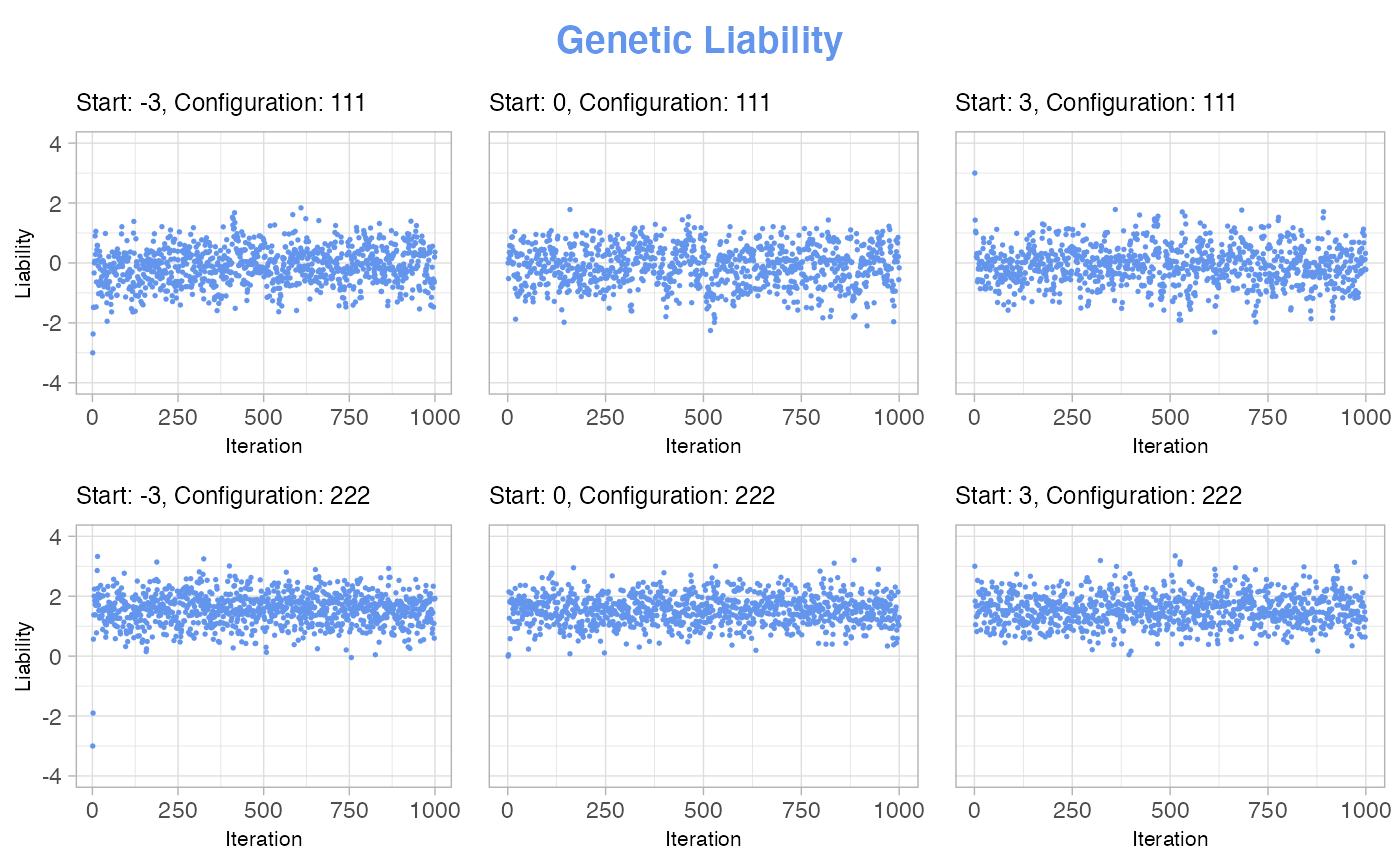 Genetic Liability
Start: -3, Configuration: 111
Start: 0, Configuration: 111
Start: 3, Configuration: 111
Liability
4
2
0
-2
-4
0 250 500 750 1000
0 250 500 750 1000
0 250 500 750 1000
Iteration
Iteration
Iteration
Start: -3, Configuration: 222
Start: 0, Configuration: 222
Start: 3, Configuration: 222
Liability
4
2
0
-2
-4
0 250 500 750 1000
0 250 500 750 1000
0 250 500 750 1000
Iteration
Iteration
Iteration